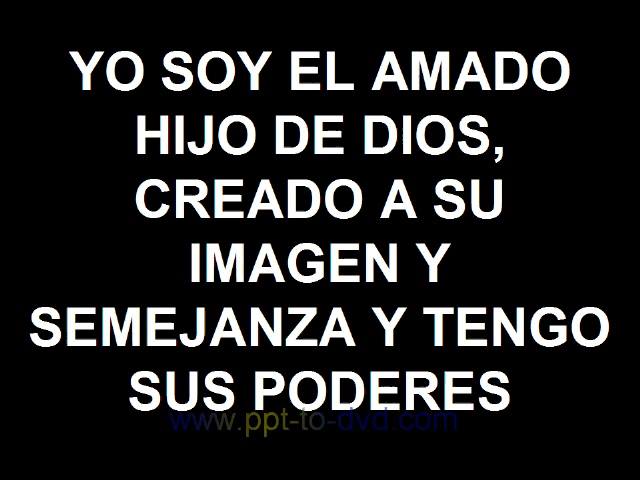 YO SOY EL AMADO
HIJO DE DIOS,
CREADO A SU
IMAGEN Y
SEMEJANZA Y TENGO
SUS PODERES
www.ppt-to-dvd.com